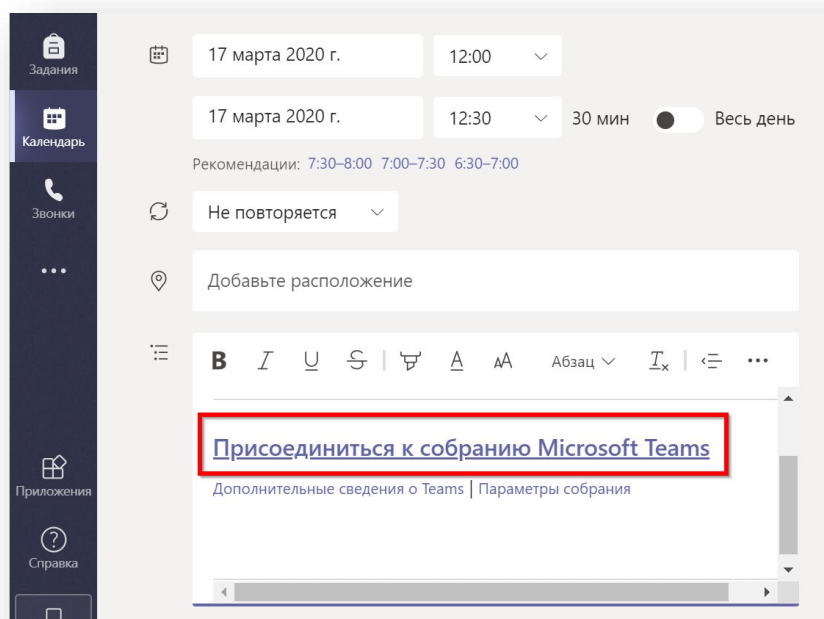 Задания
Календарь
Звонки
Приложения
Справка
17 марта 2020 г. 12:00
17 марта 2020 г. 12:30 30 мин Весь день
Рекомендации: 7:30–8:00 7:00–7:30 6:30–7:00
Не повторяется
Добавьте расположение
B I U S A AA Абзац Tx
Присоединиться к собранию Microsoft Teams
Дополнительные сведения о Teams | Параметры собрания